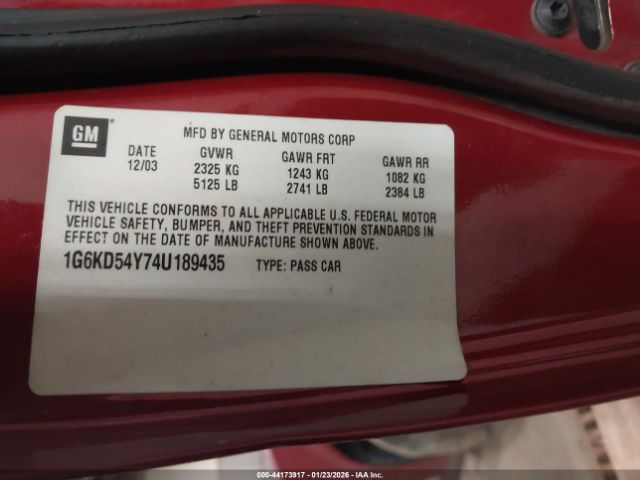 GM
MFD BY GENERAL MOTORS CORP
DATE GVWR GAWR FRT GAWR RR
12/03 2325 KG 1243 KG 1082 KG
5125 LB 2741 LB 2384 LB
THIS VEHICLE CONFORMS TO ALL APPLICABLE U.S. FEDERAL MOTOR
VEHICLE SAFETY, BUMPER, AND THEFT PREVENTION STANDARDS IN
EFFECT ON THE DATE OF MANUFACTURE SHOWN ABOVE.
1G6KD54Y74U189435 TYPE: PASS CAR
000-44173917 - 01/23/2026 - IAA Inc.